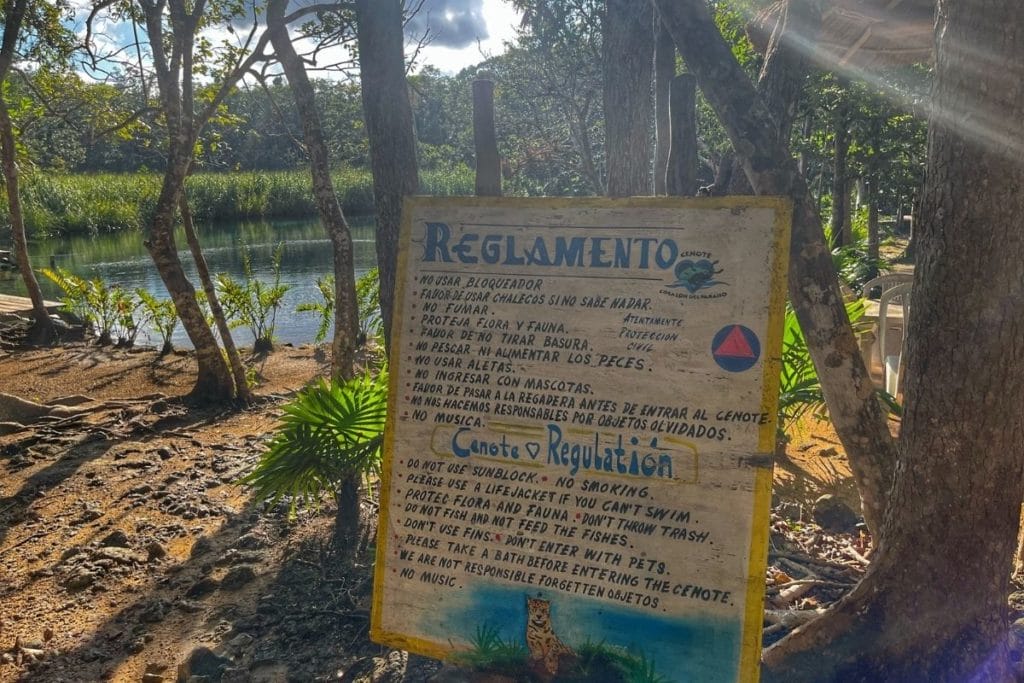 REGLAMENTO
CENOTE
CORAZON DEL PARAISO
• NO USAR BLOQUEADOR
• FAVOR DE USAR CHALECOS SI NO SABE NADAR.
• NO FUMAR.
PROTEJA FLORA Y FAUNA.
FAVOR DE NO TIRAR BASURA.
• NO PESCAR NI ALIMENTAR LOS PECES.
• NO USAR ALETAS.
• NO INGRESAR CON MASCOTAS.
• FAVOR DE PASAR A LA REGADERA ANTES DE ENTRAR AL CENOTE.
• NO NOS HACEMOS RESPONSABLES POR OBJETOS OLVIDADOS.
• NO MUSICA.
ATENTAMENTE
PROTECCION
CIVIL
Cenote Regulation
• DO NOT USE SUNBLOCK. • NO SMOKING.
PLEASE USE A LIFEJACKET IF YOU CAN'T SWIM.
PROTEC FLORA AND FAUNA. • DON'T THROW TRASH.
DO NOT FISH AND NOT FEED THE FISHES.
DON'T USE FINS. • DON'T ENTER WITH PETS.
• PLEASE TAKE A BATH BEFORE ENTERING THE CENOTE.
WE ARE NOT RESPONSIBLE FORGETTEN OBJETOS.
NO MUSIC.